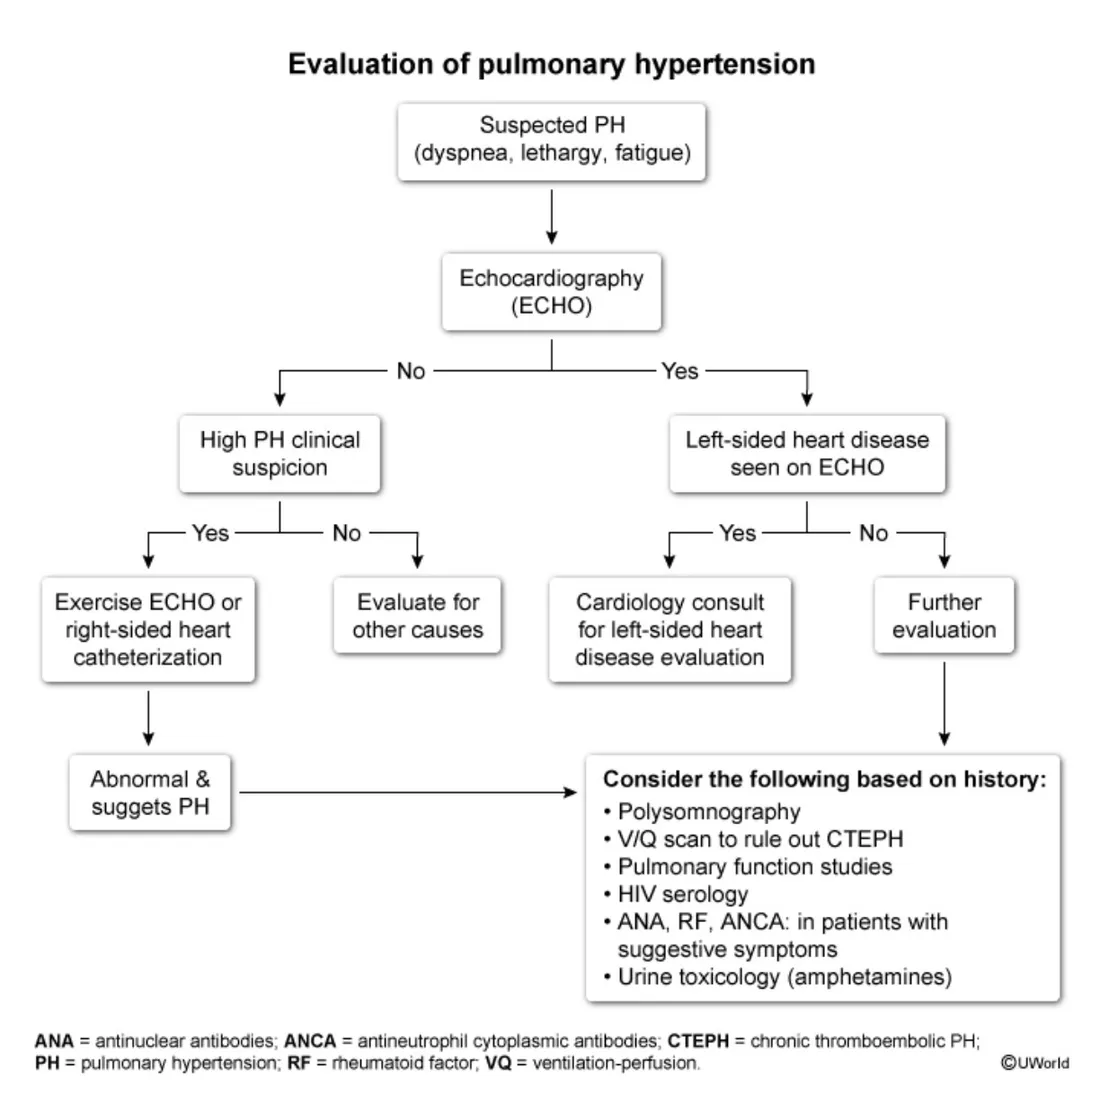 Evaluation of pulmonary hypertension
Suspected PH
(dyspnea, lethargy, fatigue)
Echocardiography
(ECHO)
No
Yes
High PH clinical
suspicion
Left-sided heart disease
seen on ECHO
Yes
No
Yes
No
Exercise ECHO or
right-sided heart
catheterization
Evaluate for
other causes
Cardiology consult
for left-sided heart
disease evaluation
Further
evaluation
Abnormal &
suggets PH
Consider the following based on history:
• Polysomnography
• V/Q scan to rule out CTEPH
• Pulmonary function studies
• HIV serology
• ANA, RF, ANCA: in patients with
suggestive symptoms
• Urine toxicology (amphetamines)
ANA = antinuclear antibodies; ANCA = antineutrophil cytoplasmic antibodies; CTEPH = chronic thromboembolic PH;
PH = pulmonary hypertension; RF = rheumatoid factor; VQ = ventilation-perfusion.
©UWorld